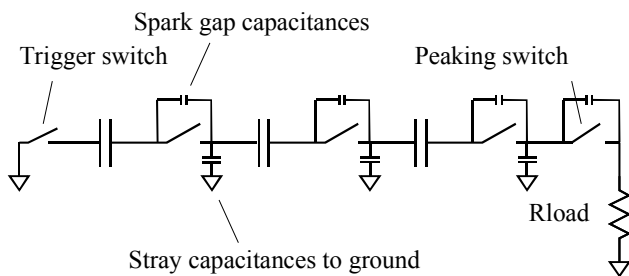 Spark gap capacitances
Trigger switch
Peaking switch
Rload
Stray capacitances to ground